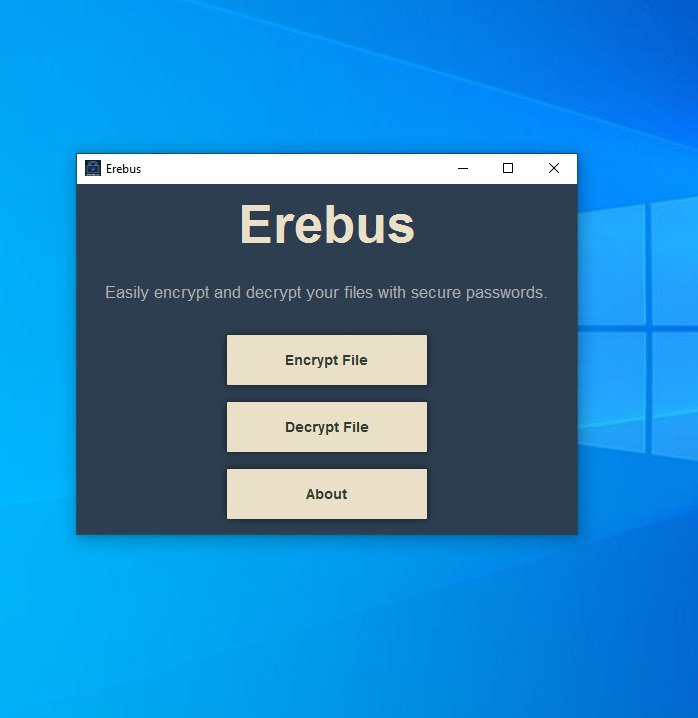 Erebus
Erebus
Easily encrypt and decrypt your files with secure passwords.
Encrypt File
Decrypt File
About